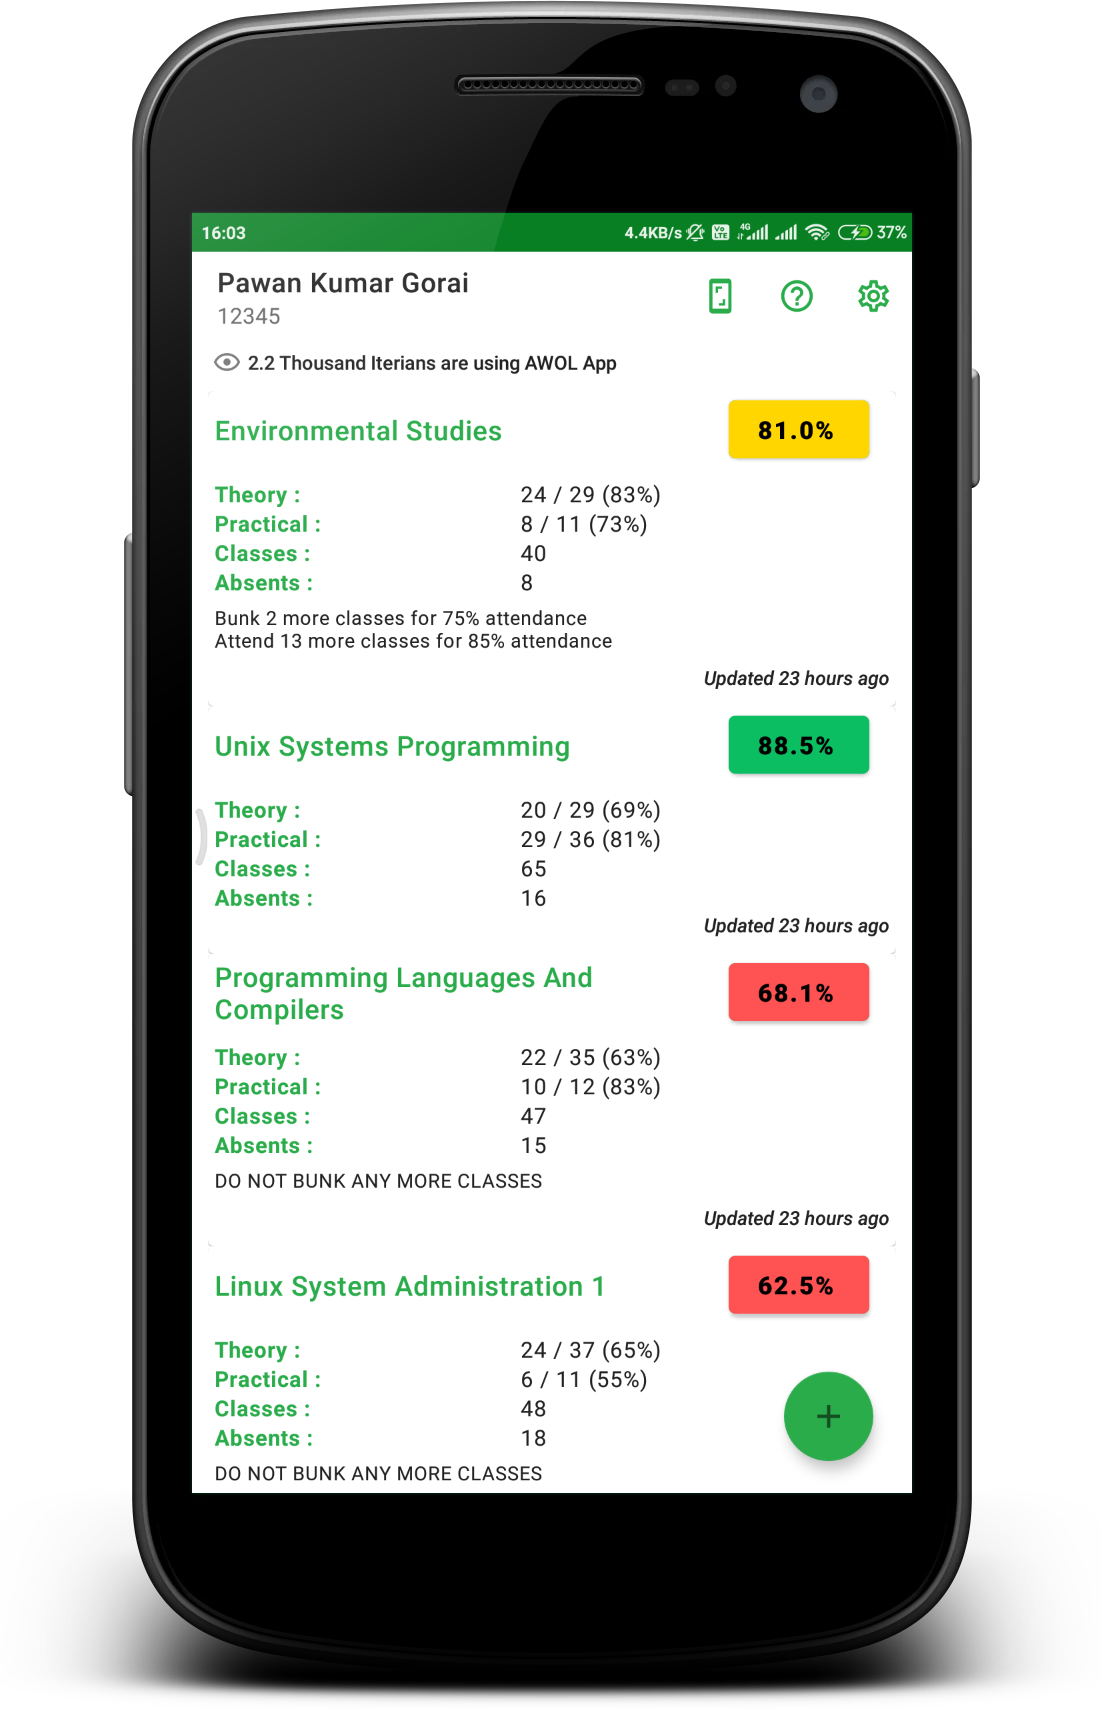 16:03 4.4KB/s Vo LTE 4G 37%
Pawan Kumar Gorai
12345
2.2 Thousand Iterians are using AWOL App
Environmental Studies 81.0%
Theory : 24 / 29 (83%)
Practical : 8 / 11 (73%)
Classes : 40
Absents : 8
Bunk 2 more classes for 75% attendance
Attend 13 more classes for 85% attendance
Updated 23 hours ago
Unix Systems Programming 88.5%
Theory : 20 / 29 (69%)
Practical : 29 / 36 (81%)
Classes : 65
Absents : 16
Updated 23 hours ago
Programming Languages And
Compilers 68.1%
Theory : 22 / 35 (63%)
Practical : 10 / 12 (83%)
Classes : 47
Absents : 15
DO NOT BUNK ANY MORE CLASSES
Updated 23 hours ago
Linux System Administration 1 62.5%
Theory : 24 / 37 (65%)
Practical : 6 / 11 (55%)
Classes : 48
Absents : 18
DO NOT BUNK ANY MORE CLASSES